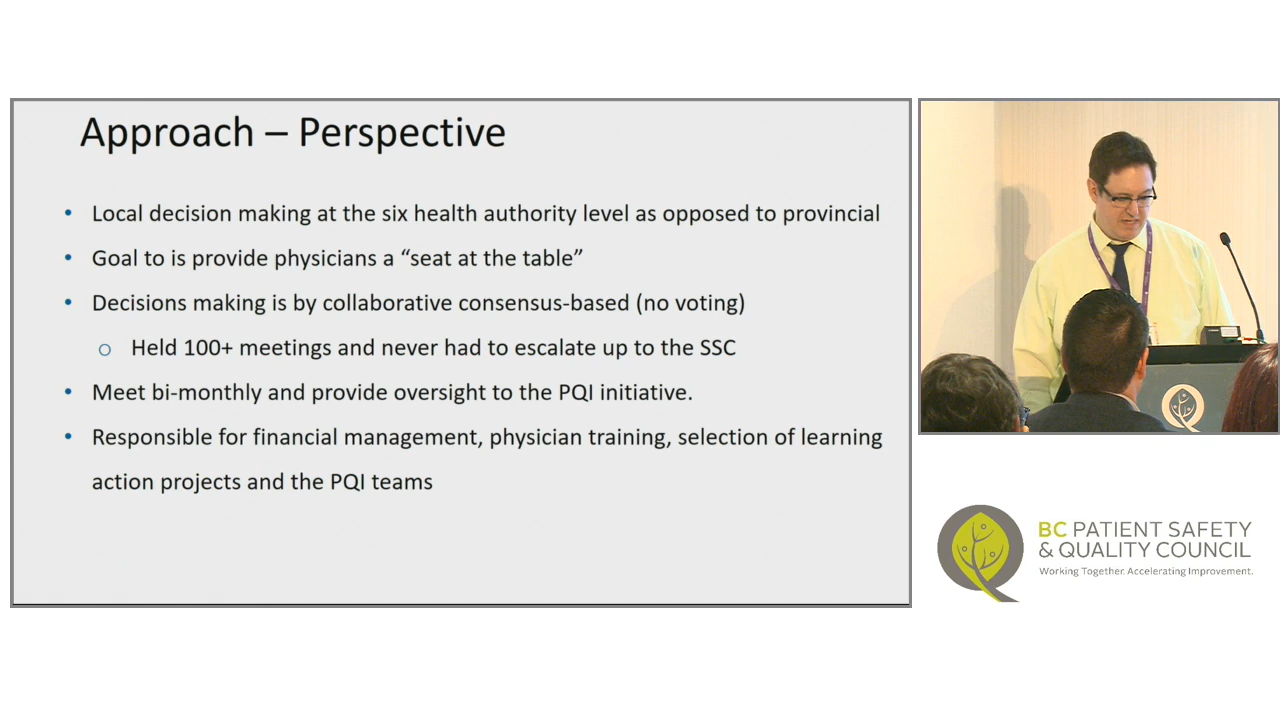 Approach – Perspective
• Local decision making at the six health authority level as opposed to provincial
• Goal to is provide physicians a “seat at the table”
• Decisions making is by collaborative consensus-based (no voting)
o Held 100+ meetings and never had to escalate up to the SSC
• Meet bi-monthly and provide oversight to the PQI initiative.
• Responsible for financial management, physician training, selection of learning
action projects and the PQI teams
BC PATIENT SAFETY
& QUALITY COUNCIL
Working Together. Accelerating Improvement.